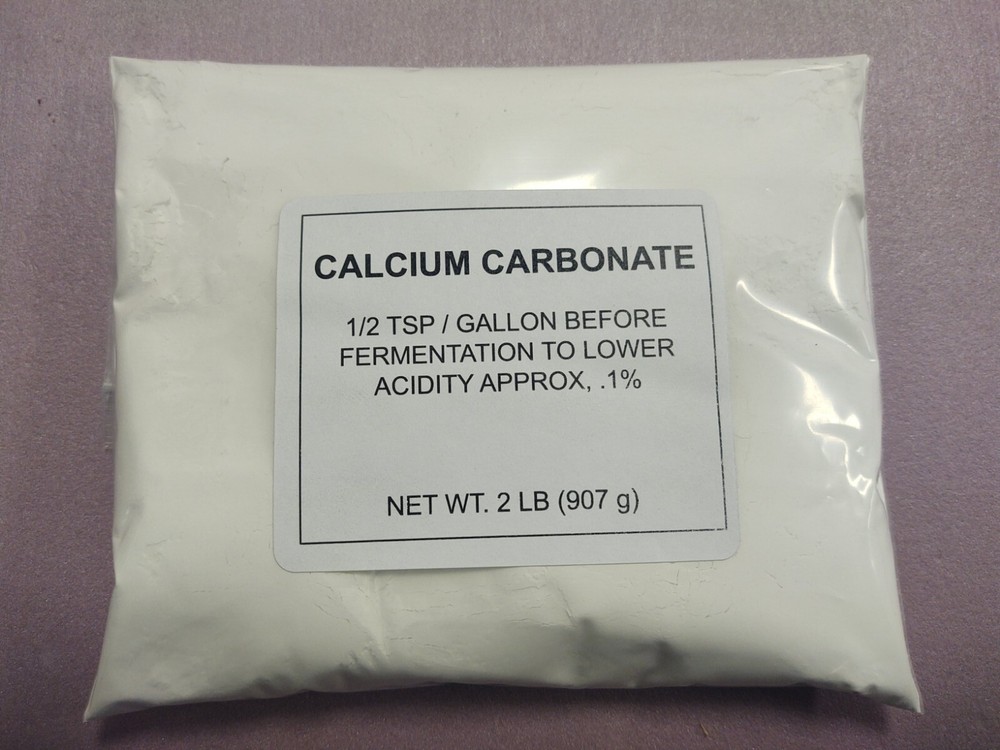 CALCIUM CARBONATE
1/2 TSP / GALLON BEFORE
FERMENTATION TO LOWER
ACIDITY APPROX, .1%
NET WT. 2 LB (907 g)